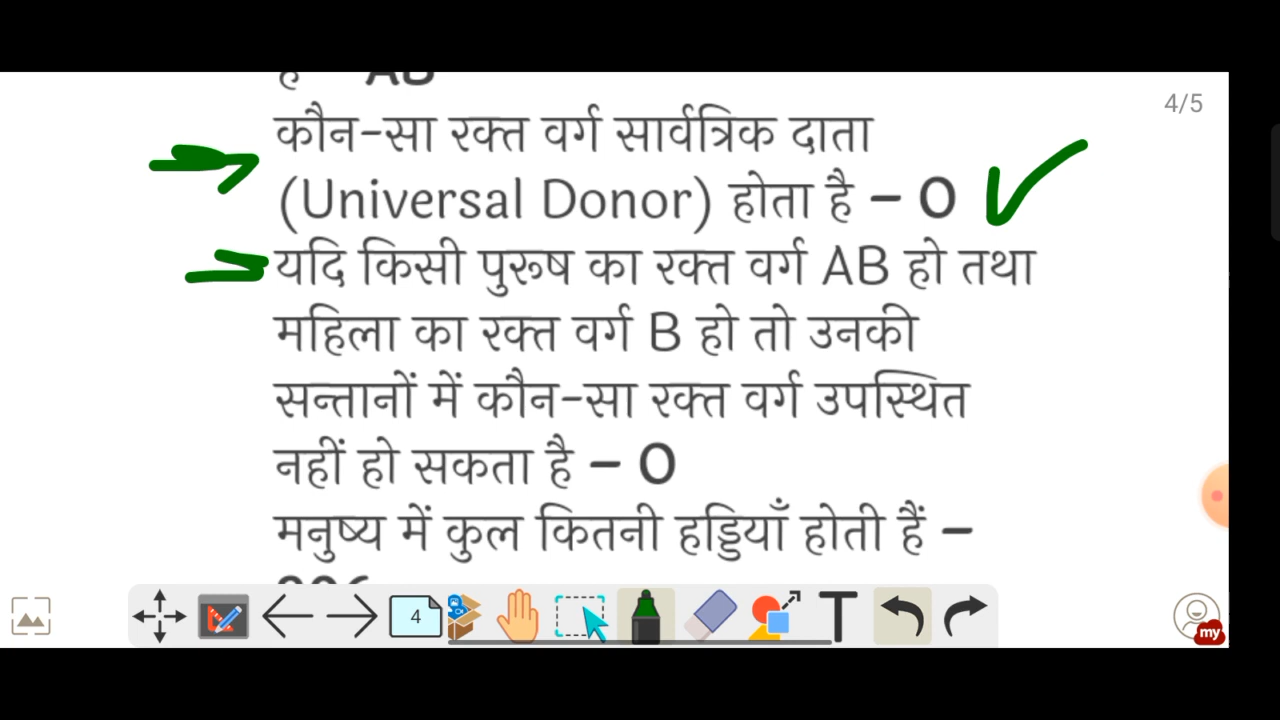 4/5
कौन-सा रक्त वर्ग सार्वत्रिक दाता
(Universal Donor) होता है – O
यदि किसी पुरुष का रक्त वर्ग AB हो तथा
महिला का रक्त वर्ग B हो तो उनकी
सन्तानों में कौन-सा रक्त वर्ग उपस्थित
नहीं हो सकता है – O
मनुष्य में कुल कितनी हड्डियाँ होती हैं –
4
T
my